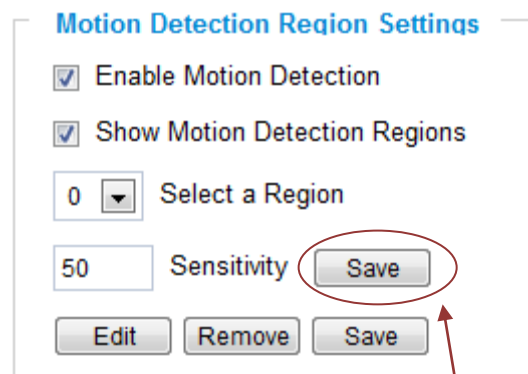 Motion Detection Region Settings
Enable Motion Detection
Show Motion Detection Regions
0 Select a Region
50 Sensitivity Save
Edit Remove Save